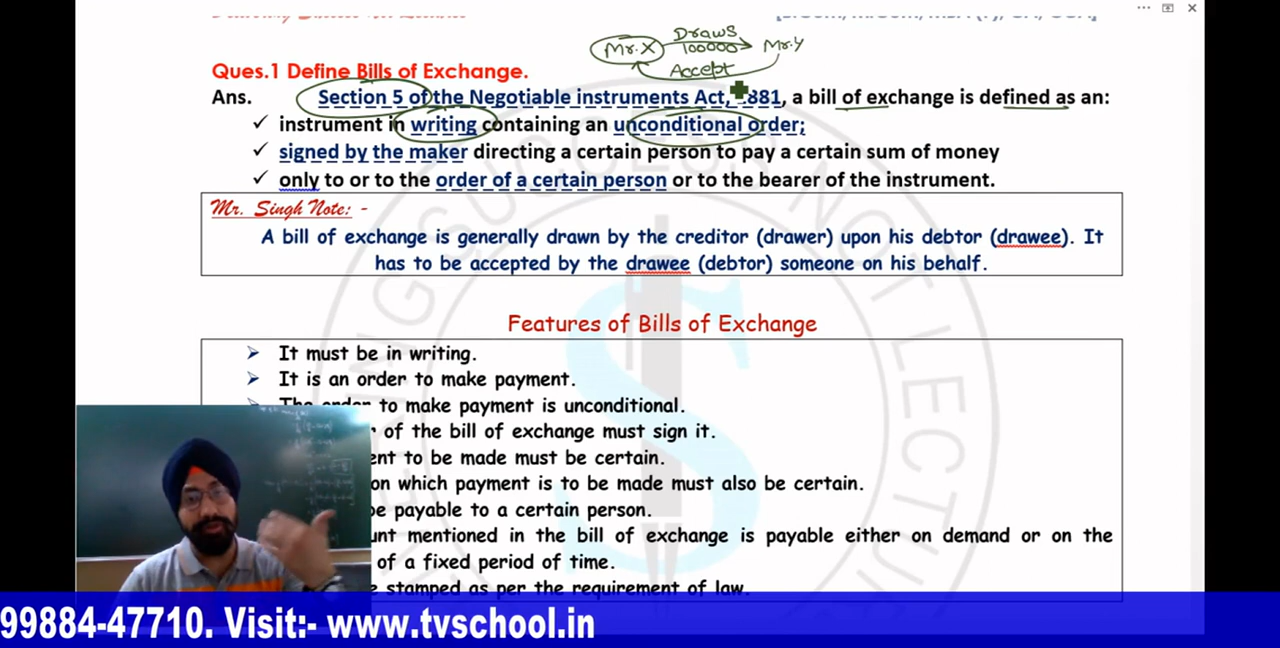 Mr. X Draws 100000 Mr. Y
Accept
Ques.1 Define Bills of Exchange.
Ans. Section 5 of the Negotiable instruments Act, 1881, a bill of exchange is defined as an:
✓ instrument in writing containing an unconditional order;
✓ signed by the maker directing a certain person to pay a certain sum of money
✓ only to or to the order of a certain person or to the bearer of the instrument.
Mr. Singh Note: -
A bill of exchange is generally drawn by the creditor (drawer) upon his debtor (drawee). It
has to be accepted by the drawee (debtor) someone on his behalf.
Features of Bills of Exchange
➢ It must be in writing.
➢ It is an order to make payment.
to make payment is unconditional.
of the bill of exchange must sign it.
to be made must be certain.
on which payment is to be made must also be certain.
payable to a certain person.
mentioned in the bill of exchange is payable either on demand or on the
of a fixed period of time.
stamped as per the requirement of law.
99884-47710. Visit:- www.tvschool.in